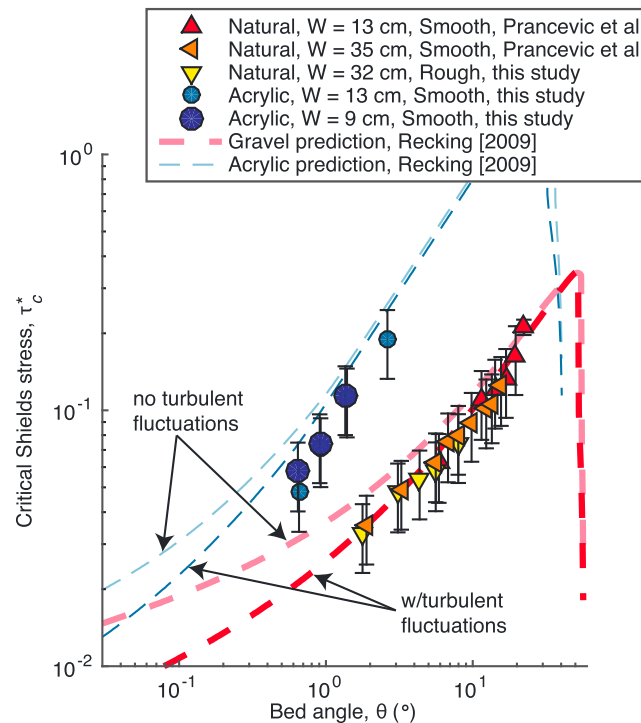 Natural, W = 13 cm, Smooth, Prancevic et al
Natural, W = 35 cm, Smooth, Prancevic et al
Natural, W = 32 cm, Rough, this study
Acrylic, W = 13 cm, Smooth, this study
Acrylic, W = 9 cm, Smooth, this study
Gravel prediction, Recking [2009]
Acrylic prediction, Recking [2009]
10^0
10^-1
10^-2
Critical Shields stress, τ*c
no turbulent
fluctuations
w/turbulent
fluctuations
10^-1
10^0
10^1
Bed angle, θ (°)